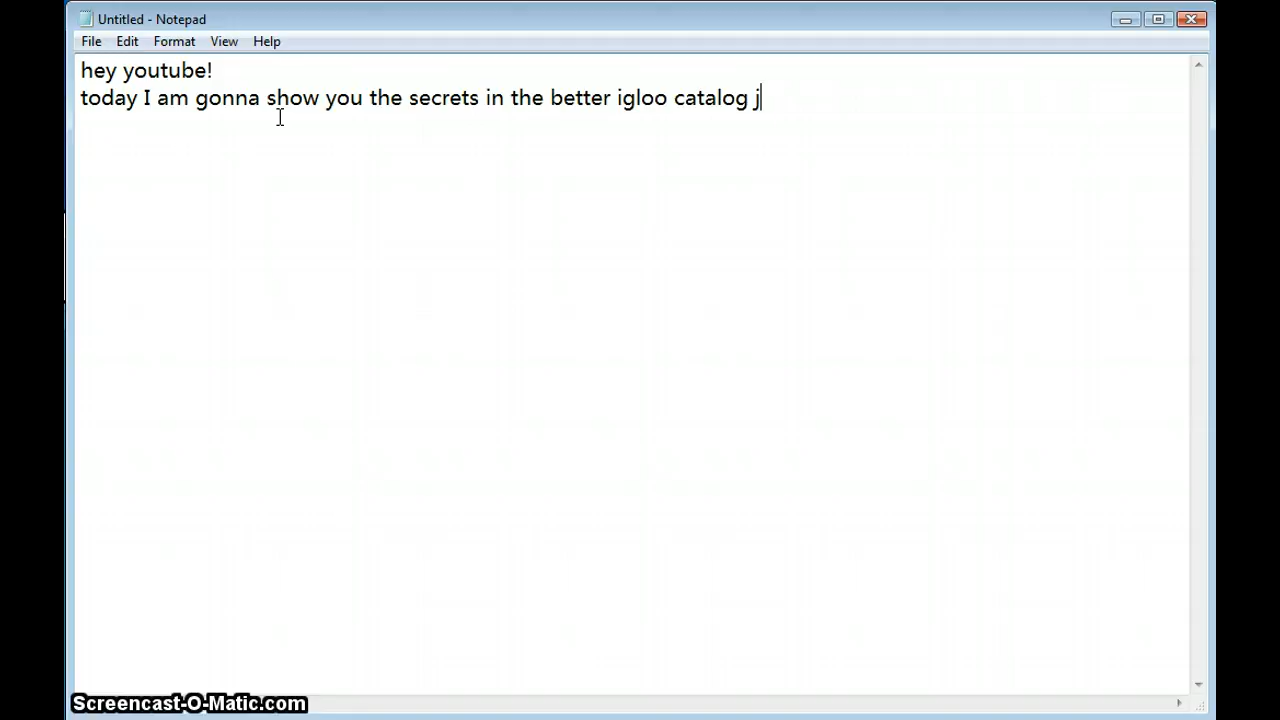 Untitled - Notepad
File Edit Format View Help
hey youtube!
today I am gonna show you the secrets in the better igloo catalog j
Screencast-O-Matic.com